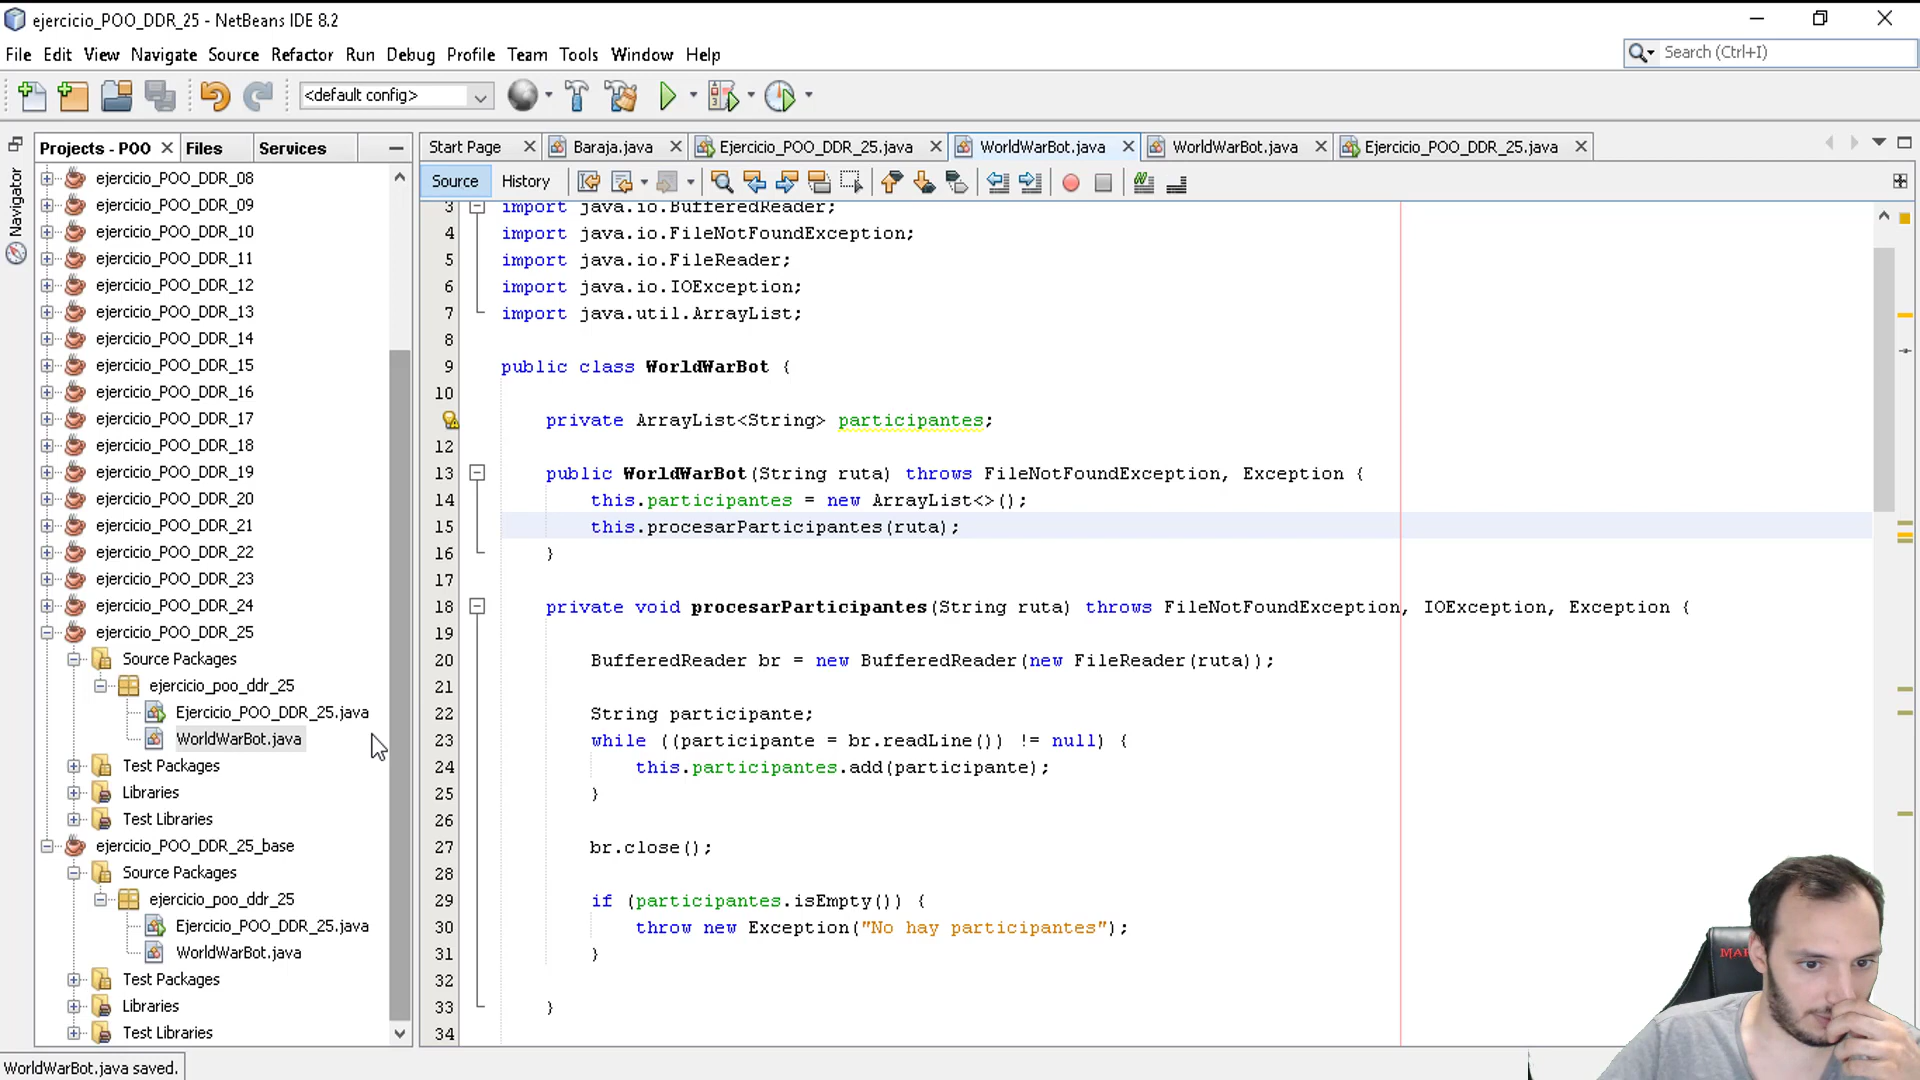 ejercicio_POO_DDR_25 - NetBeans IDE 8.2
File Edit View Navigate Source Refactor Run Debug Profile Team Tools Window Help
Search (Ctrl+I)
<default config>
Projects - POO Files Services
Navigator
ejercicio_POO_DDR_08
ejercicio_POO_DDR_09
ejercicio_POO_DDR_10
ejercicio_POO_DDR_11
ejercicio_POO_DDR_12
ejercicio_POO_DDR_13
ejercicio_POO_DDR_14
ejercicio_POO_DDR_15
ejercicio_POO_DDR_16
ejercicio_POO_DDR_17
ejercicio_POO_DDR_18
ejercicio_POO_DDR_19
ejercicio_POO_DDR_20
ejercicio_POO_DDR_21
ejercicio_POO_DDR_22
ejercicio_POO_DDR_23
ejercicio_POO_DDR_24
ejercicio_POO_DDR_25
Source Packages
ejercicio_poo_ddr_25
Ejercicio_POO_DDR_25.java
WorldWarBot.java
Test Packages
Libraries
Test Libraries
ejercicio_POO_DDR_25_base
Source Packages
ejercicio_poo_ddr_25
Ejercicio_POO_DDR_25.java
WorldWarBot.java
Test Packages
Libraries
Test Libraries
Start Page Baraja.java Ejercicio_POO_DDR_25.java WorldWarBot.java WorldWarBot.java Ejercicio_POO_DDR_25.java
Source History
3 import java.io.BufferedReader;
4 import java.io.FileNotFoundException;
5 import java.io.FileReader;
6 import java.io.IOException;
7 import java.util.ArrayList;
8
9 public class WorldWarBot {
10
private ArrayList<String> participantes;
12
13 public WorldWarBot(String ruta) throws FileNotFoundException, Exception {
14 this.participantes = new ArrayList<>();
15 this.procesarParticipantes(ruta);
16 }
17
18 private void procesarParticipantes(String ruta) throws FileNotFoundException, IOException, Exception {
19
20 BufferedReader br = new BufferedReader(new FileReader(ruta));
21
22 String participante;
23 while ((participante = br.readLine()) != null) {
24 this.participantes.add(participante);
25 }
26
27 br.close();
28
29 if (participantes.isEmpty()) {
30 throw new Exception("No hay participantes");
31 }
32
33 }
34
WorldWarBot.java saved.